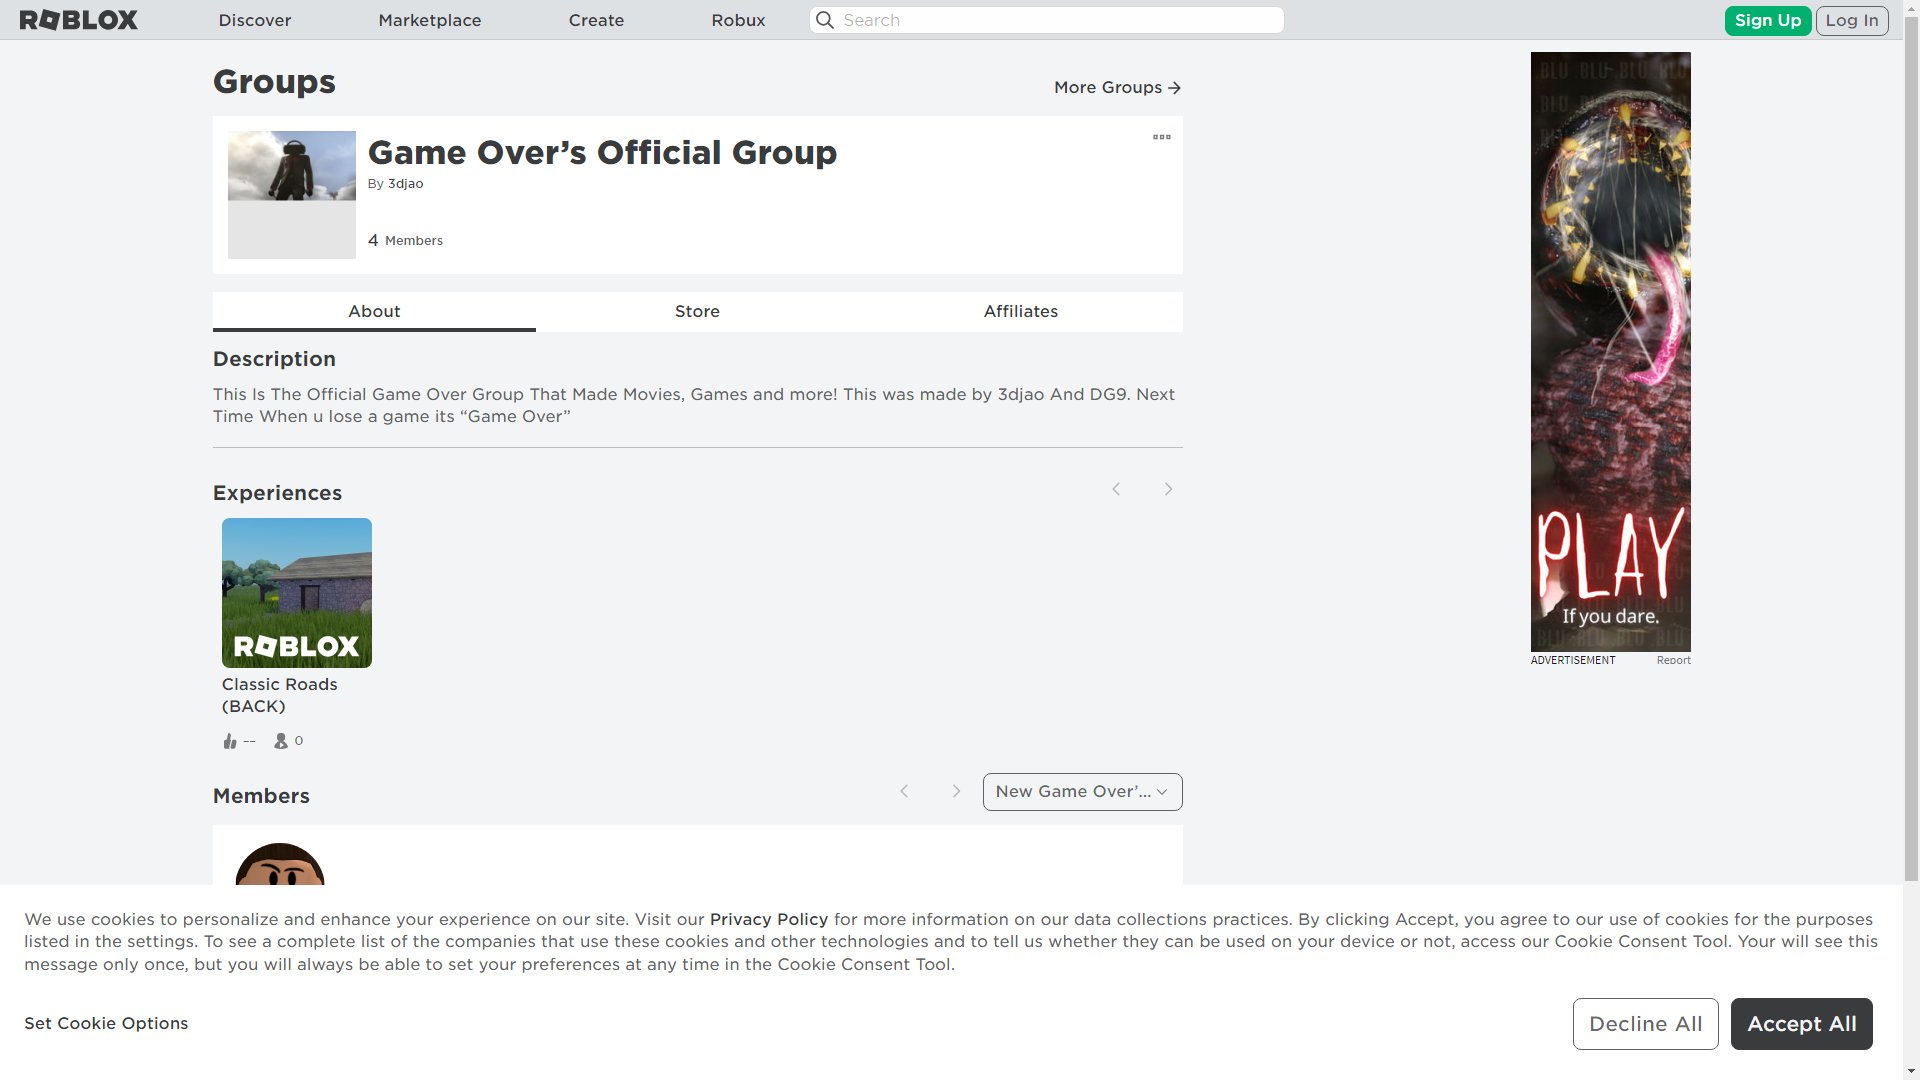 ROBLOX
Discover
Marketplace
Create
Robux
Search
Sign Up
Log In
Groups
More Groups
Game Over’s Official Group
By 3djao
4 Members
About
Store
Affiliates
Description
This Is The Official Game Over Group That Made Movies, Games and more! This was made by 3djao And DG9. Next
Time When u lose a game its “Game Over”
Experiences
ROBLOX
Classic Roads
(BACK)
--
0
Members
New Game Over’...
PLAY
If you dare.
ADVERTISEMENT
Report
We use cookies to personalize and enhance your experience on our site. Visit our Privacy Policy for more information on our data collections practices. By clicking Accept, you agree to our use of cookies for the purposes
listed in the settings. To see a complete list of the companies that use these cookies and other technologies and to tell us whether they can be used on your device or not, access our Cookie Consent Tool. Your will see this
message only once, but you will always be able to set your preferences at any time in the Cookie Consent Tool.
Set Cookie Options
Decline All
Accept All